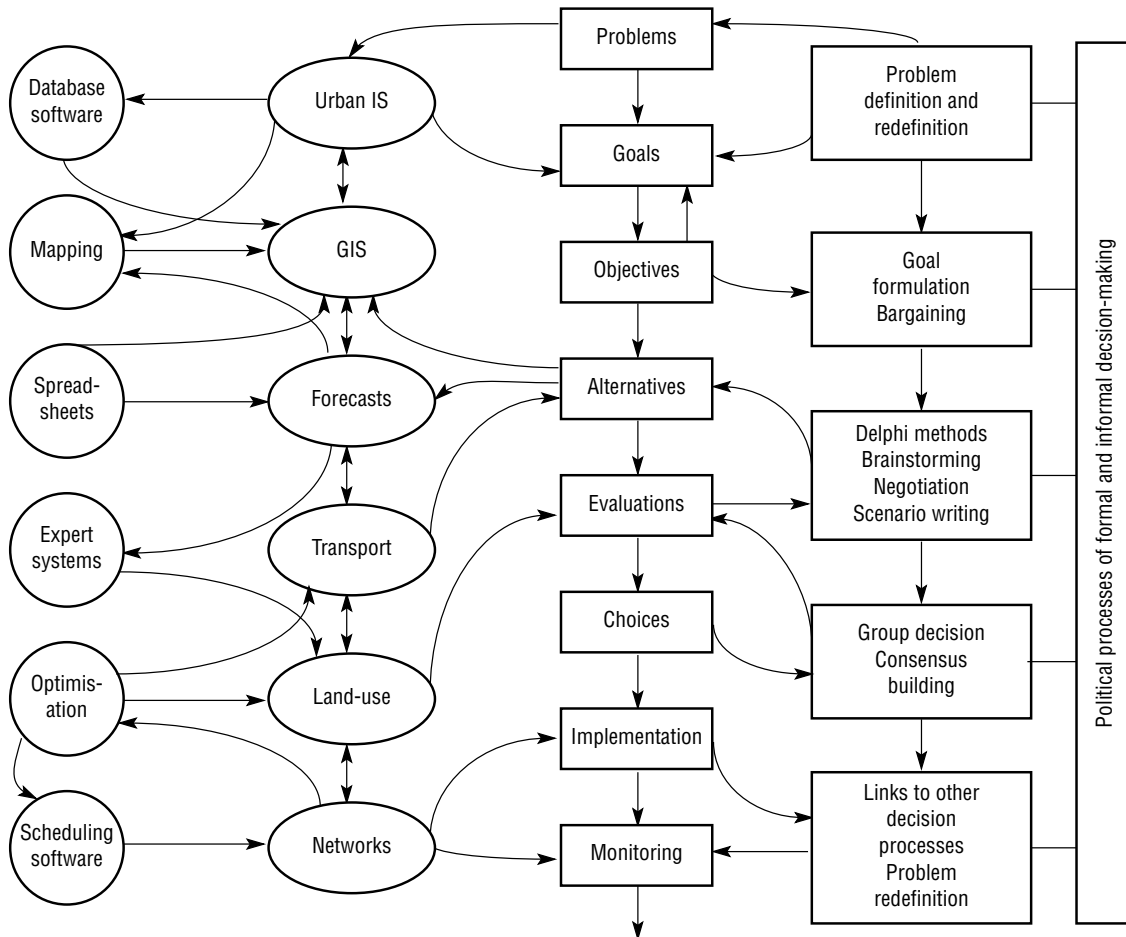 Database
software
Mapping
Spread-
sheets
Expert
systems
Optimis-
ation
Scheduling
software
Urban IS
GIS
Forecasts
Transport
Land-use
Networks
Problems
Goals
Objectives
Alternatives
Evaluations
Choices
Implementation
Monitoring
Problem
definition and
redefinition
Goal
formulation
Bargaining
Delphi methods
Brainstorming
Negotiation
Scenario writing
Group decision
Consensus
building
Links to other
decision
processes
Problem
redefinition
Political processes of formal and informal decsion-making